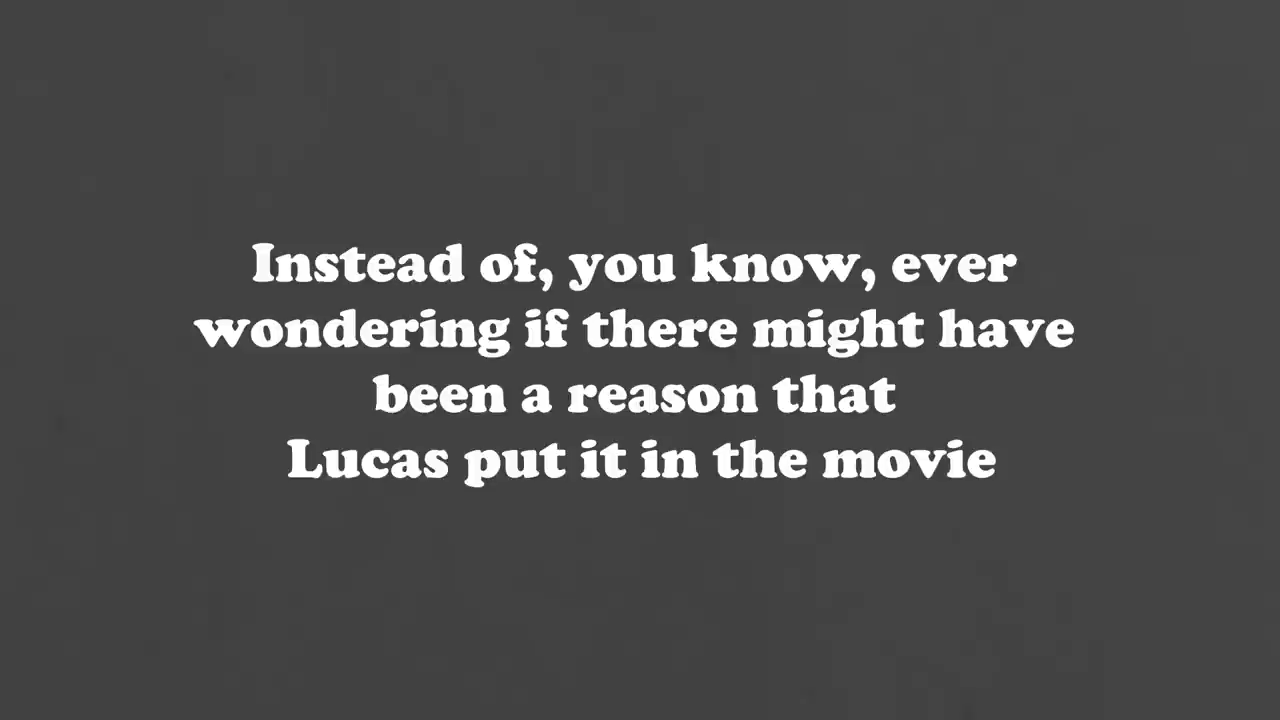 Instead of, you know, ever
wondering if there might have
been a reason that
Lucas put it in the movie